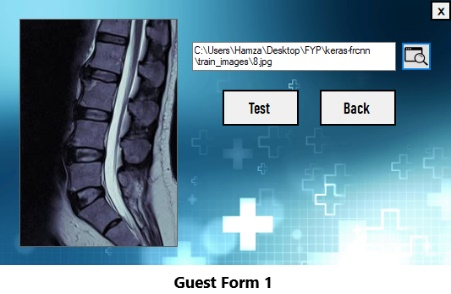 x
C:\Users\Hamza\Desktop\FYP\keras-frcnn
\train_images\8.jpg
Test
Back
Guest Form 1